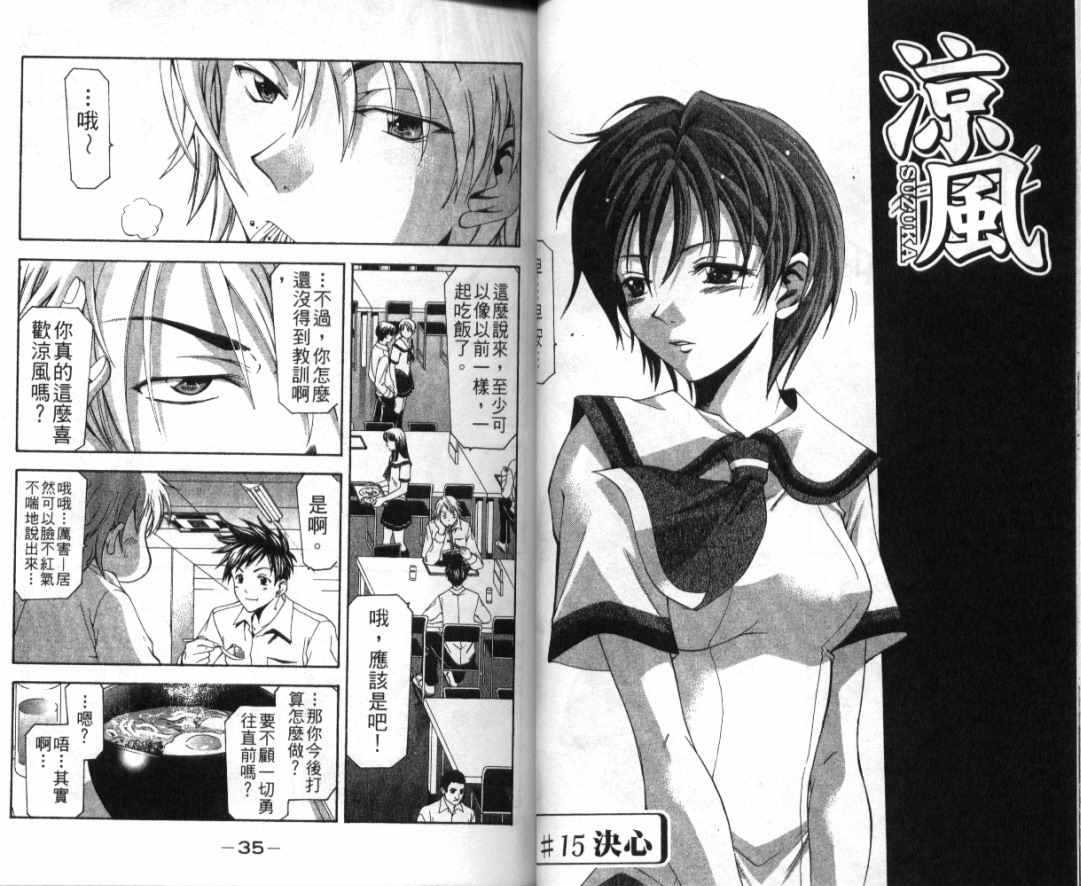 涼風
SUZUKA
#15 決心
…哦～
這麼說來，至少可
以像以前一樣，一
起吃飯了。
哦，應該是吧！
…不過，你怎麼
還沒得到教訓啊
，
你真的這麼喜
歡涼風嗎？
是啊。
哦哦…厲害—居
然可以臉不紅氣
不喘地說出來…
…那你今後打
算怎麼做？
要不顧一切勇
往直前嗎？
…嗯？
唔…其實
啊…
—35—